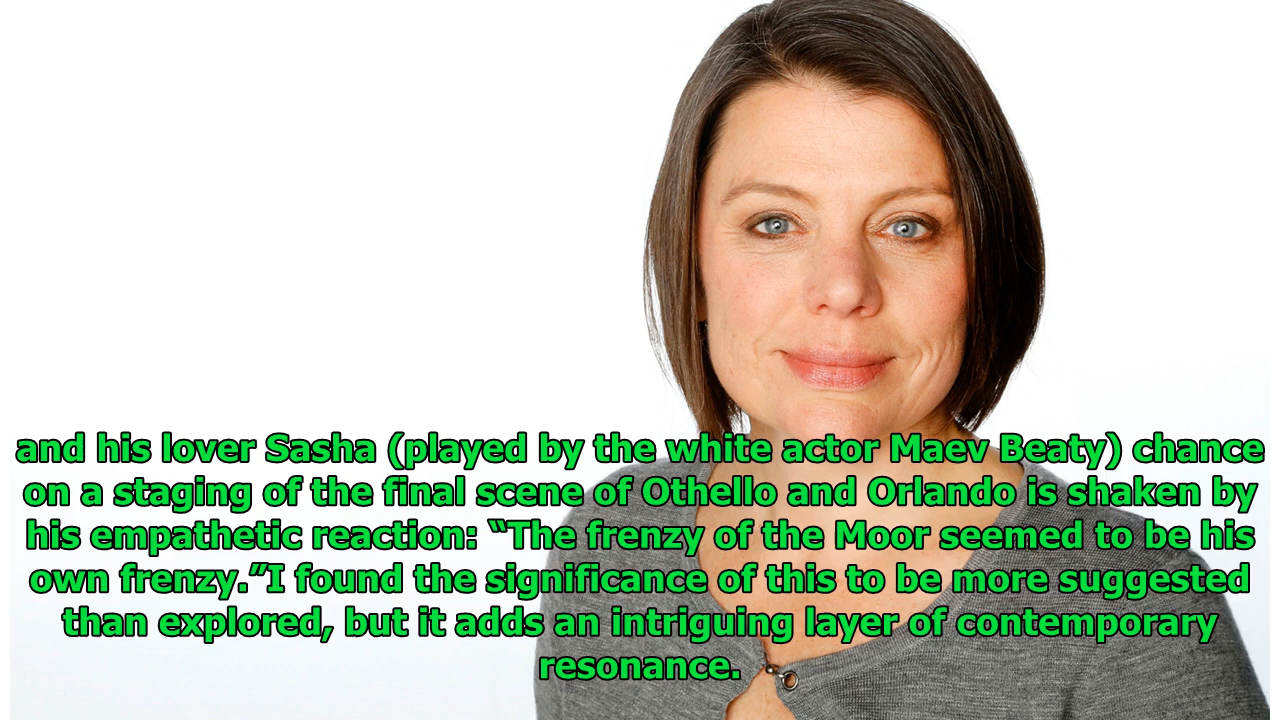 and his lover Sasha (played by the white actor Maev Beaty) chance
on a staging of the final scene of Othello and Orlando is shaken by
his empathetic reaction: “The frenzy of the Moor seemed to be his
own frenzy.”I found the significance of this to be more suggested
than explored, but it adds an intriguing layer of contemporary
resonance.